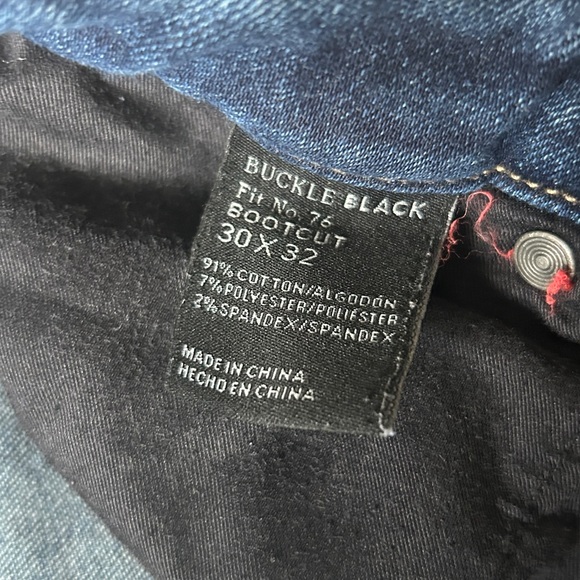 BUCKLE BLACK
Fit No. 76
BOOTCUT
30 X 32
91% COTTON/ALGODÓN
7% POLYESTER/POLIÉSTER
2% SPANDEX/SPANDEX
MADE IN CHINA
HECHO EN CHINA